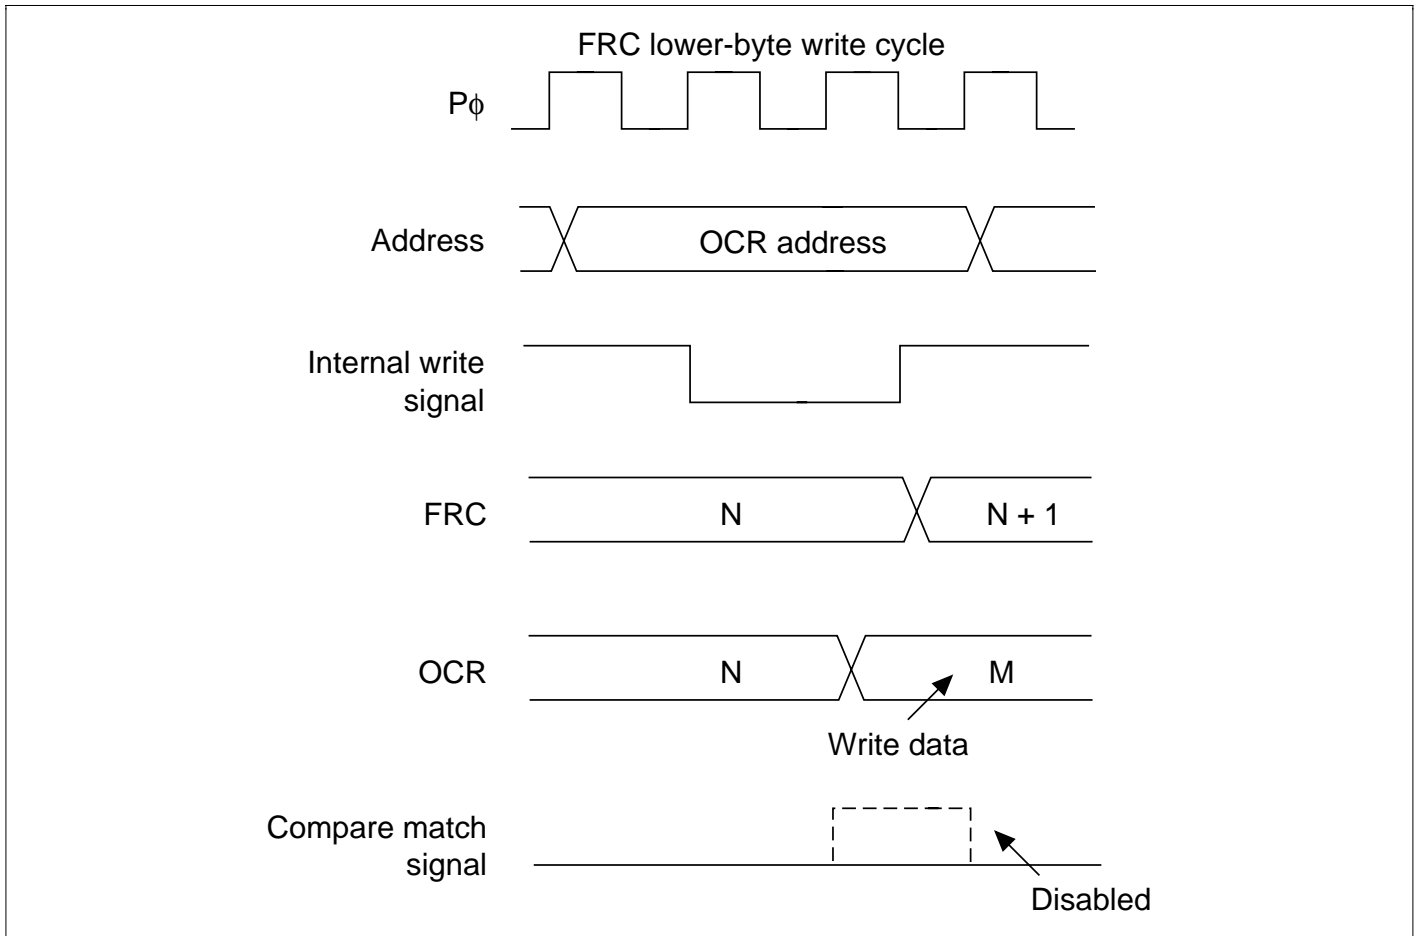 FRC lower-byte write cycle
Pϕ
Address
OCR address
Internal write
signal
FRC
N
N + 1
OCR
N
M
Write data
Compare match
signal
Disabled